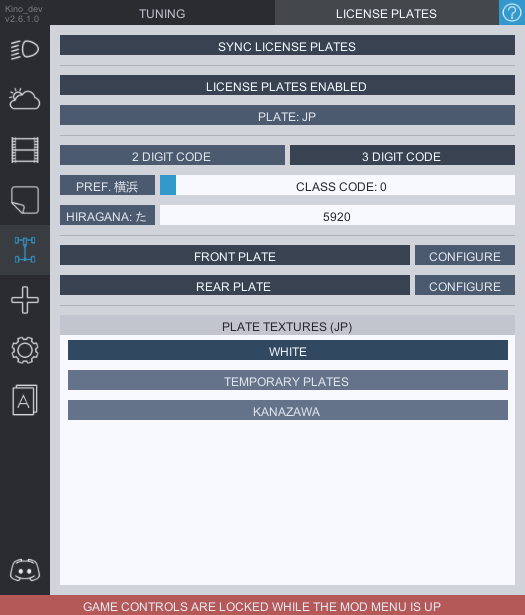 Kino_dev
v2.6.1.0
TUNING
LICENSE PLATES
?
SYNC LICENSE PLATES
LICENSE PLATES ENABLED
PLATE: JP
2 DIGIT CODE
3 DIGIT CODE
PREF. 横浜
CLASS CODE: 0
HIRAGANA: た
5920
FRONT PLATE
CONFIGURE
REAR PLATE
CONFIGURE
PLATE TEXTURES (JP)
WHITE
TEMPORARY PLATES
KANAZAWA
A
GAME CONTROLS ARE LOCKED WHILE THE MOD MENU IS UP